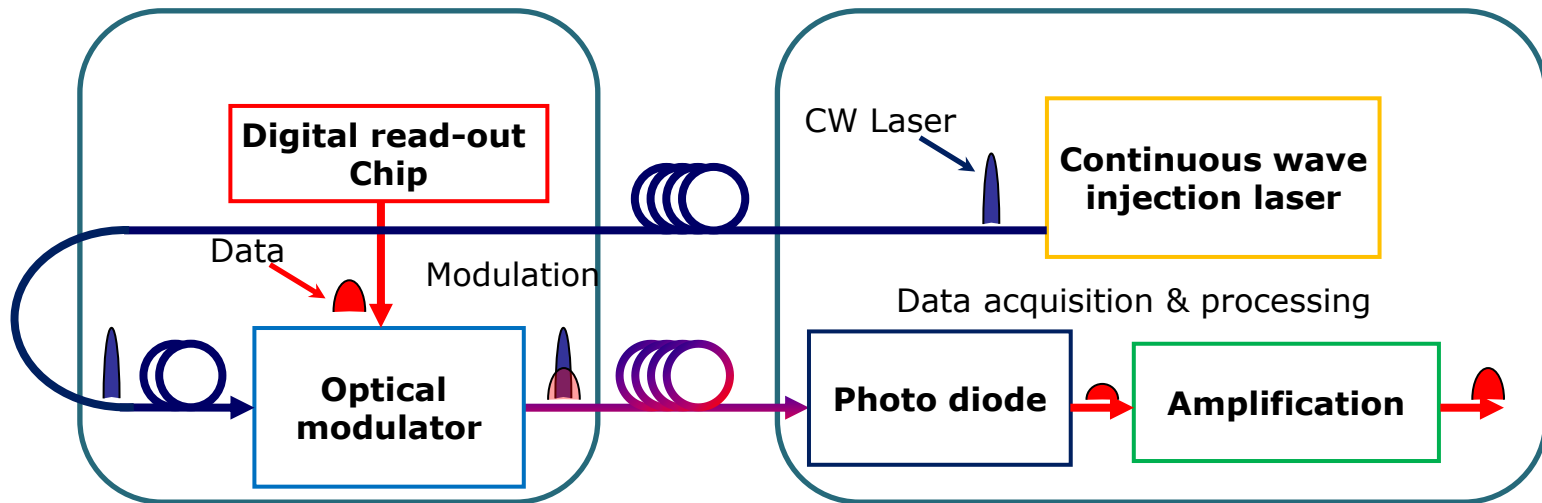 Digital read-out
Chip
CW Laser
Continuous wave
injection laser
Data
Modulation
Data acquisition & processing
Optical
modulator
Photo diode
Amplification